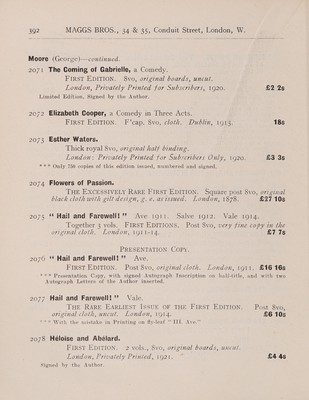 392 MAGGS BROS., 34 & 35, Conduit Street, London, W.
Moore (George)—continued.
2071 The Coming of Gabrielle, a Comedy.
FIRST EDITION. 8vo, original boards, uncut.
London, Privately Printed for Subscribers, 1920. £2 2s
Limited Edition, Signed by the Author.
2072 Elizabeth Cooper, a Comedy in Three Acts.
FIRST EDITION. F'cap. 8vo, cloth. Dublin, 1913. 18s
2073 Esther Waters.
Thick royal 8vo, original half binding.
London: Privately Printed for Subscribers Only, 1920. £3 3s
*** Only 750 copies of this edition issued, numbered and signed.
2074 Flowers of Passion.
THE EXCESSIVELY RARE FIRST EDITION. Square post 8vo, original
black cloth with gilt design, g. e. as issued. London, 1878. £27 10s
2075 "Hail and Farewell!" Ave 1911. Salve 1912. Vale 1914.
Together 3 vols. FIRST EDITIONS. Post 8vo, very fine copy in the
original cloth. London, 1911-14. £7 7s
PRESENTATION COPY.
2076 "Hail and Farewell!" Ave.
FIRST EDITION. Post 8vo, original cloth. London, 1911. £16 16s
*** Presentation Copy, with signed Autograph Inscription on half-title, and with two
Autograph Letters of the Author inserted.
2077 Hail and Farewell!" Vale.
THE RARE EARLIEST ISSUE OF THE FIRST EDITION. Post 8vo,
original cloth, uncut. London, 1914. £6 10s
*** With the mistake in Printing on fly-leaf "III. Ave."
2078 Héloïse and Abélard.
FIRST EDITION. 2 vols., 8vo, original boards, uncut.
London, Privately Printed, 1921. £4 4s
Signed by the Author.